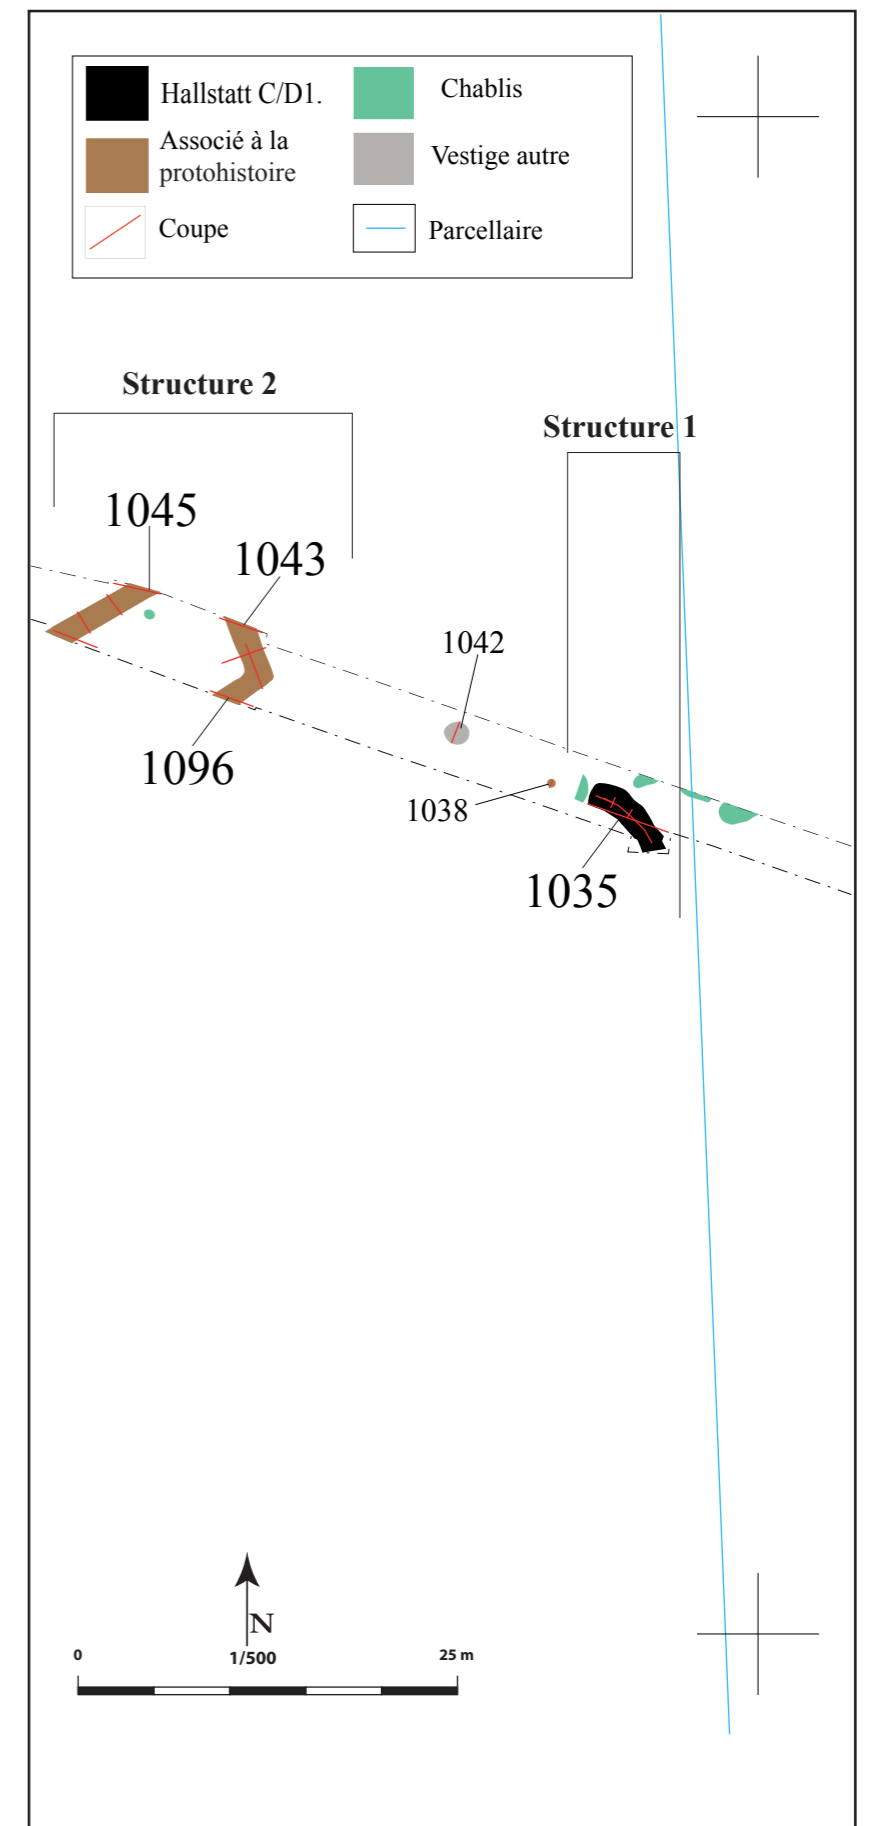 Hallstatt C/D1.
Associé à la
protohistoire
Coupe
Chablis
Vestige autre
Parcellaire
Structure 2
Structure 1
1045
1043
1042
1096
1038
1035
N
0
1/500
25 m